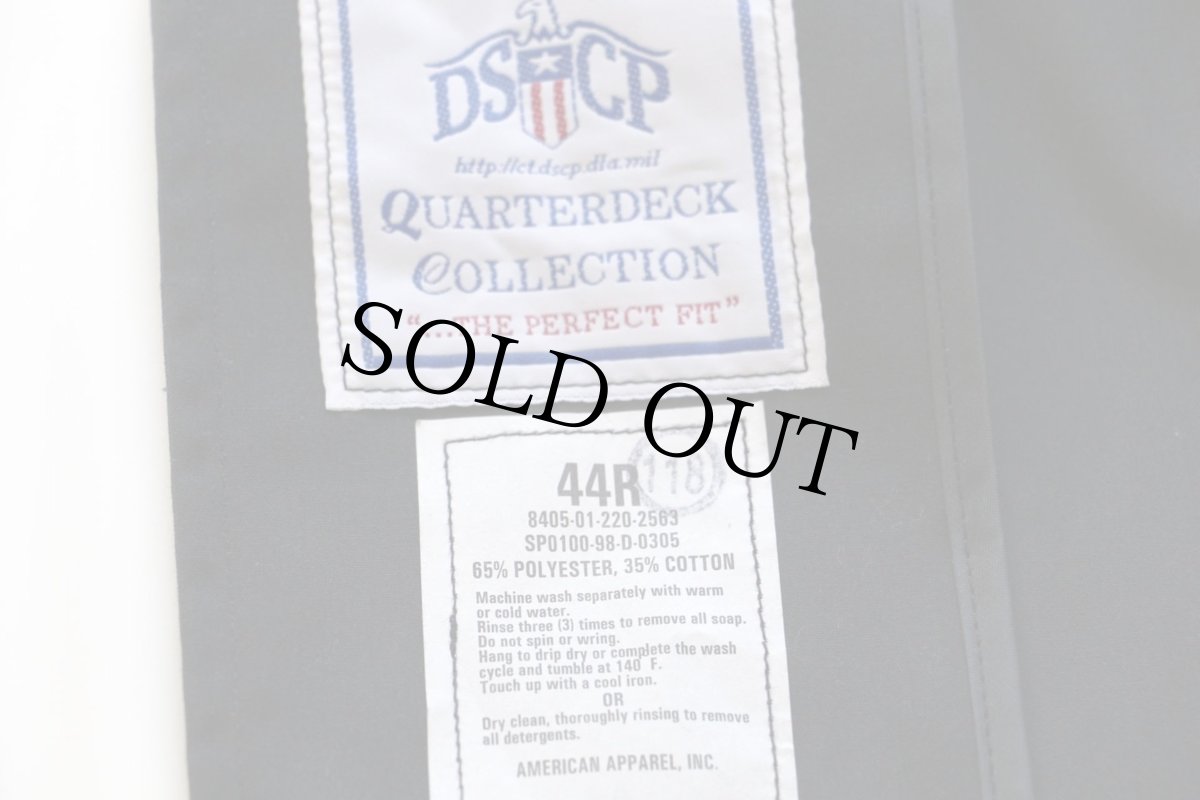 DSCP
http://ct.dscp.dla.mil
QUARTERDECK
COLLECTION
"...THE PERFECT FIT"
SOLD OUT
44R 118
8405-01-220-2563
SP0100-98-D-0305
65% POLYESTER, 35% COTTON
Machine wash separately with warm
or cold water.
Rinse three (3) times to remove all soap.
Do not spin or wring.
Hang to drip dry or complete the wash
cycle and tumble at 140° F.
Touch up with a cool iron.
OR
Dry clean, thoroughly rinsing to remove
all detergents.
AMERICAN APPAREL, INC.